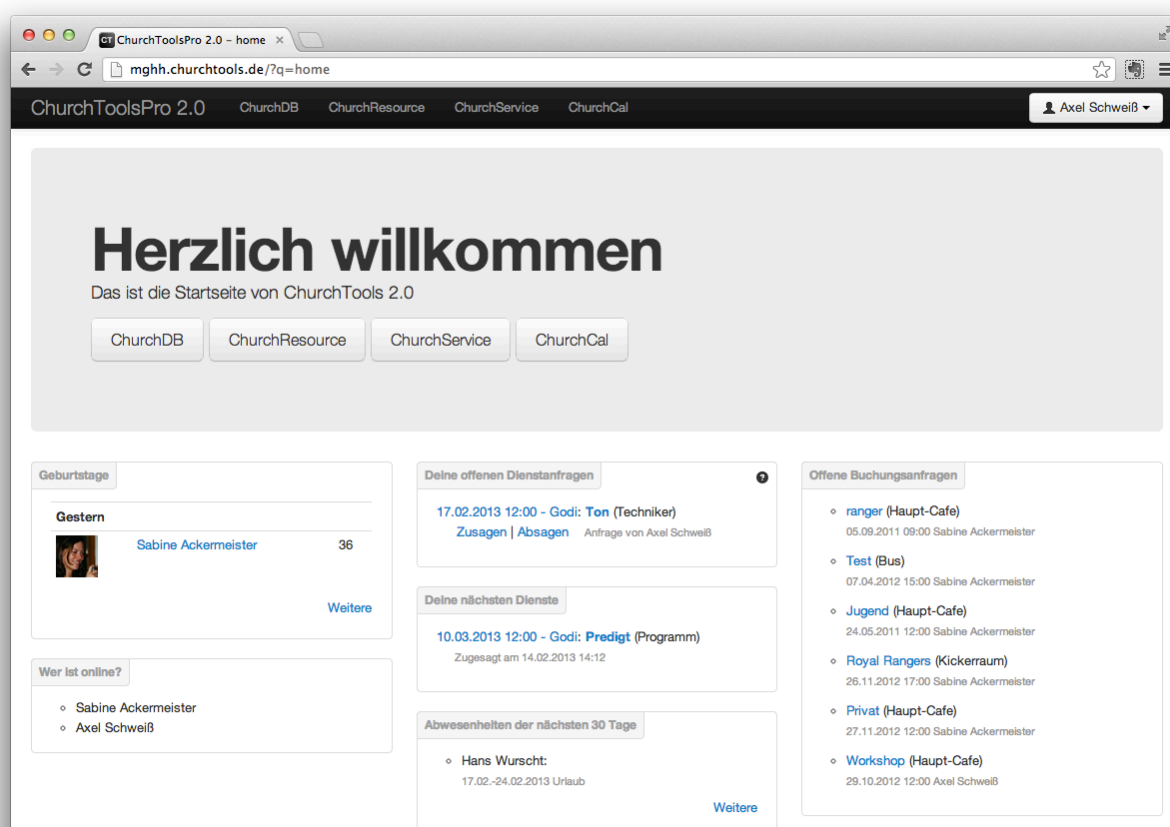 ChurchToolsPro 2.0 – home
mghh.churchtools.de/?q=home
ChurchToolsPro 2.0 ChurchDB ChurchResource ChurchService ChurchCal Axel Schweiß
Herzlich willkommen
Das ist die Startseite von ChurchTools 2.0
ChurchDB ChurchResource ChurchService ChurchCal
Geburtstage
Gestern
Sabine Ackermeister 36
Weitere
Wer ist online?
Sabine Ackermeister
Axel Schweiß
Deine offenen Dienstanfragen
17.02.2013 12:00 - Godi: Ton (Techniker)
Zusagen | Absagen Anfrage von Axel Schweiß
Deine nächsten Dienste
10.03.2013 12:00 - Godi: Predigt (Programm)
Zugesagt am 14.02.2013 14:12
Abwesenheiten der nächsten 30 Tage
Hans Wurscht:
17.02.-24.02.2013 Urlaub
Weitere
Offene Buchungsanfragen
ranger (Haupt-Cafe)
05.09.2011 09:00 Sabine Ackermeister
Test (Bus)
07.04.2012 15:00 Sabine Ackermeister
Jugend (Haupt-Cafe)
24.05.2011 12:00 Sabine Ackermeister
Royal Rangers (Kickerraum)
26.11.2012 17:00 Sabine Ackermeister
Privat (Haupt-Cafe)
27.11.2012 12:00 Sabine Ackermeister
Workshop (Haupt-Cafe)
29.10.2012 12:00 Axel Schweiß